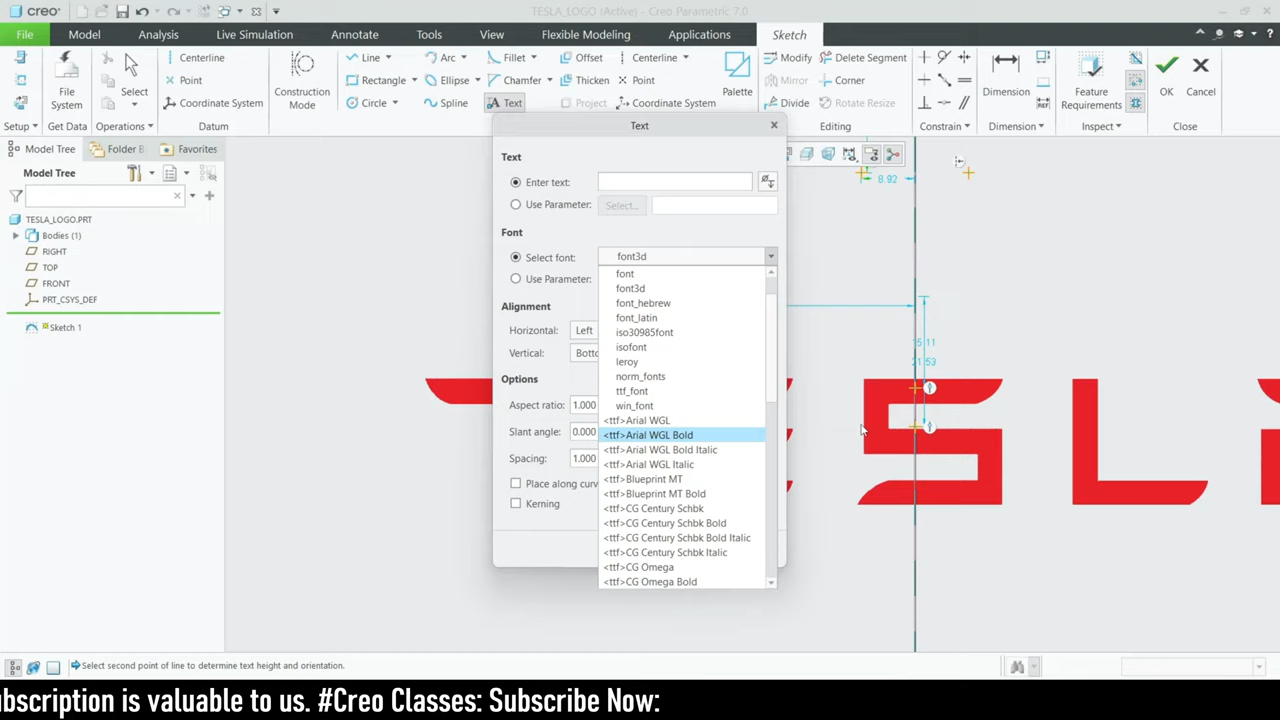 creo°
TESLA_LOGO (Active) - Creo Parametric 7.0
File Model Analysis Live Simulation Annotate Tools View Flexible Modeling Applications Sketch
Centerline
Point
Coordinate System
File System
Select
Construction Mode
Line
Rectangle
Circle
Arc
Ellipse
Spline
Fillet
Chamfer
Text
Offset
Thicken
Project
Centerline
Point
Coordinate System
Palette
Modify
Mirror
Divide
Delete Segment
Corner
Rotate Resize
Dimension
REF
Feature Requirements
OK
Cancel
Setup Get Data Operations Datum Editing Constrain Dimension Inspect Close
Model Tree Folder B Favorites
Model Tree
TESLA_LOGO.PRT
Bodies (1)
RIGHT
TOP
FRONT
PRT_CSYS_DEF
Sketch 1
Text
Text
Enter text:
Use Parameter: Select...
Font
Select font: font3d
Use Parameter:
Alignment
Horizontal: Left
Vertical: Botto
Options
Aspect ratio: 1.000
Slant angle: 0.000
Spacing: 1.000
Place along curv
Kerning
font
font3d
font_hebrew
font_latin
iso30985font
isofont
leroy
norm_fonts
ttf_font
win_font
<ttf>Arial WGL
<ttf>Arial WGL Bold
<ttf>Arial WGL Bold Italic
<ttf>Arial WGL Italic
<ttf>Blueprint MT
<ttf>Blueprint MT Bold
<ttf>CG Century Schbk
<ttf>CG Century Schbk Bold
<ttf>CG Century Schbk Bold Italic
<ttf>CG Century Schbk Italic
<ttf>CG Omega
<ttf>CG Omega Bold
8.92
S L
Select second point of line to determine text height and orientation.
ubscription is valuable to us. #Creo Classes: Subscribe Now: